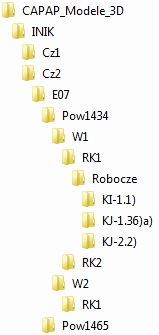 CAPAP_Modele_3D
INIK
Cz1
Cz2
E07
Pow1434
W1
RK1
Robocze
KI-1.1)
KJ-1.36)a)
KJ-2.2)
RK2
W2
RK1
Pow1465